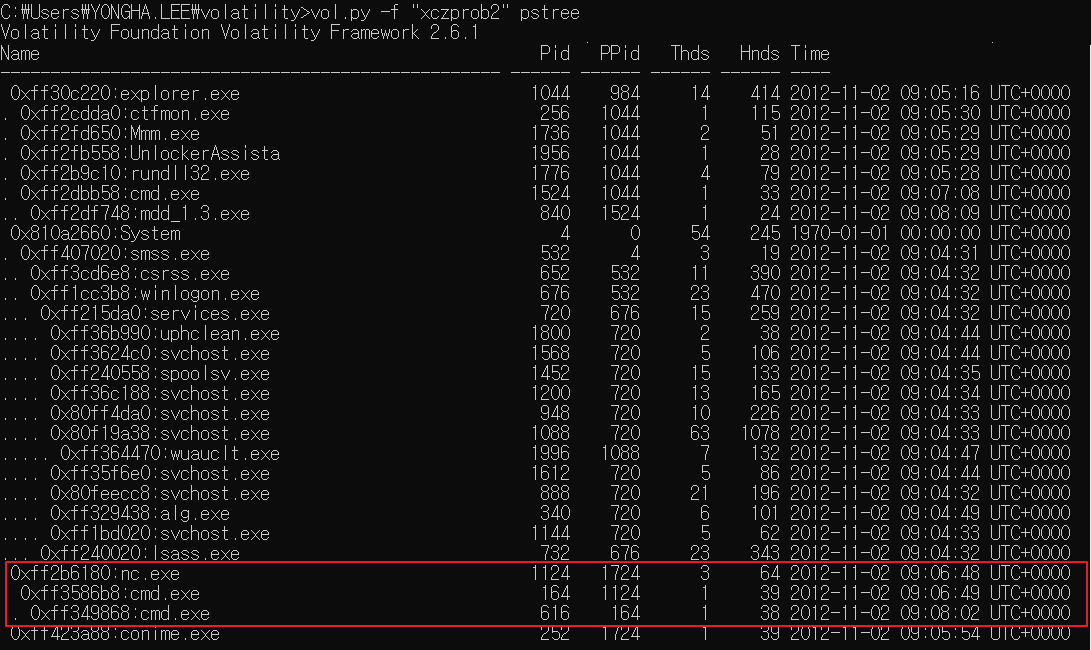 C:₩Users₩YONGHA.LEE₩volatility>vol.py -f "xczprob2" pstree
Volatility Foundation Volatility Framework 2.6.1
Name                                                  Pid   PPid   Thds   Hnds Time
-------------------------------------------------- ------ ------ ------ ------ ----
 0xff30c220:explorer.exe                             1044    984     14    414 2012-11-02 09:05:16 UTC+0000
. 0xff2cdda0:ctfmon.exe                               256   1044      1    115 2012-11-02 09:05:30 UTC+0000
. 0xff2fd650:Mmm.exe                                 1736   1044      2     51 2012-11-02 09:05:29 UTC+0000
. 0xff2fb558:UnlockerAssista                         1956   1044      1     28 2012-11-02 09:05:29 UTC+0000
. 0xff2b9c10:rundll32.exe                            1776   1044      4     79 2012-11-02 09:05:28 UTC+0000
. 0xff2dbb58:cmd.exe                                 1524   1044      1     33 2012-11-02 09:07:08 UTC+0000
.. 0xff2df748:mdd_1.3.exe                             840   1524      1     24 2012-11-02 09:08:09 UTC+0000
 0x810a2660:System                                      4      0     54    245 1970-01-01 00:00:00 UTC+0000
. 0xff407020:smss.exe                                 532      4      3     19 2012-11-02 09:04:31 UTC+0000
.. 0xff3cd6e8:csrss.exe                               652    532     11    390 2012-11-02 09:04:32 UTC+0000
.. 0xff1cc3b8:winlogon.exe                            676    532     23    470 2012-11-02 09:04:32 UTC+0000
... 0xff215da0:services.exe                           720    676     15    259 2012-11-02 09:04:32 UTC+0000
.... 0xff36b990:uphclean.exe                         1800    720      2     38 2012-11-02 09:04:44 UTC+0000
.... 0xff3624c0:svchost.exe                          1568    720      5    106 2012-11-02 09:04:44 UTC+0000
.... 0xff240558:spoolsv.exe                          1452    720     15    133 2012-11-02 09:04:35 UTC+0000
.... 0xff36c188:svchost.exe                          1200    720     13    165 2012-11-02 09:04:34 UTC+0000
.... 0x80ff4da0:svchost.exe                           948    720     10    226 2012-11-02 09:04:33 UTC+0000
.... 0x80f19a38:svchost.exe                          1088    720     63   1078 2012-11-02 09:04:33 UTC+0000
..... 0xff364470:wuauclt.exe                         1996   1088      7    132 2012-11-02 09:04:47 UTC+0000
.... 0xff35f6e0:svchost.exe                          1612    720      5     86 2012-11-02 09:04:44 UTC+0000
.... 0x80feecc8:svchost.exe                           888    720     21    196 2012-11-02 09:04:32 UTC+0000
.... 0xff329438:alg.exe                               340    720      6    101 2012-11-02 09:04:49 UTC+0000
.... 0xff1bd020:svchost.exe                          1144    720      5     62 2012-11-02 09:04:33 UTC+0000
... 0xff240020:lsass.exe                              732    676     23    343 2012-11-02 09:04:32 UTC+0000
 0xff2b6180:nc.exe                                   1124   1724      3     64 2012-11-02 09:06:48 UTC+0000
 0xff3586b8:cmd.exe                                   164   1124      1     39 2012-11-02 09:06:49 UTC+0000
. 0xff349868:cmd.exe                                  616    164      1     38 2012-11-02 09:08:02 UTC+0000
 0xff423a88:conime.exe                                252   1724      1     39 2012-11-02 09:05:54 UTC+0000